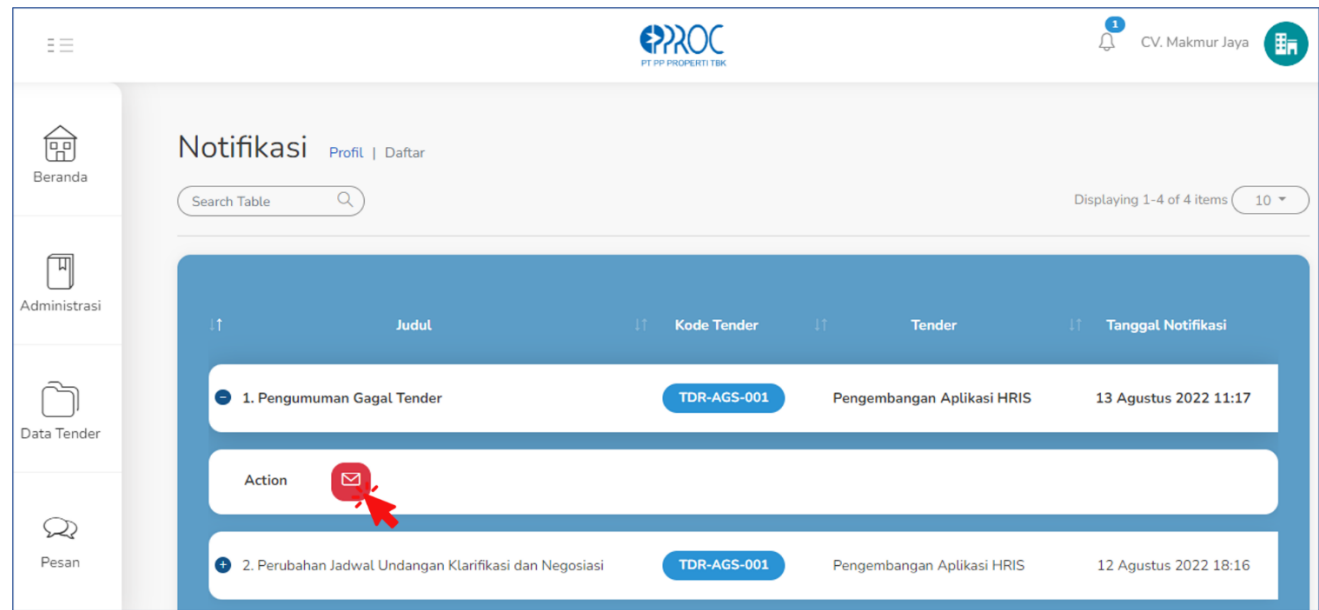 EPROC
PT PP PROPERTI TBK
1
CV. Makmur Jaya
Beranda
Administrasi
Data Tender
Pesan
Notifikasi Profil | Daftar
Search Table
Displaying 1-4 of 4 items 10
Judul Kode Tender Tender Tanggal Notifikasi
1. Pengumuman Gagal Tender TDR-AGS-001 Pengembangan Aplikasi HRIS 13 Agustus 2022 11:17
Action
2. Perubahan Jadwal Undangan Klarifikasi dan Negosiasi TDR-AGS-001 Pengembangan Aplikasi HRIS 12 Agustus 2022 18:16